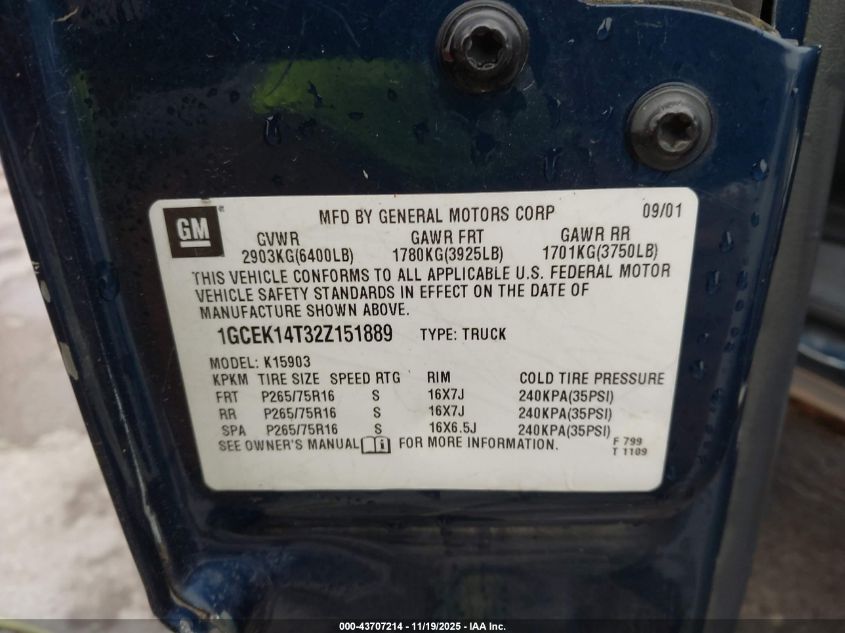 GM
MFD BY GENERAL MOTORS CORP 09/01
GVWR GAWR FRT GAWR RR
2903KG(6400LB) 1780KG(3925LB) 1701KG(3750LB)
THIS VEHICLE CONFORMS TO ALL APPLICABLE U.S. FEDERAL MOTOR
VEHICLE SAFETY STANDARDS IN EFFECT ON THE DATE OF
MANUFACTURE SHOWN ABOVE.
1GCEK14T32Z151889 TYPE: TRUCK
MODEL: K15903
KPKM TIRE SIZE SPEED RTG RIM COLD TIRE PRESSURE
FRT P265/75R16 S 16X7J 240KPA(35PSI)
RR P265/75R16 S 16X7J 240KPA(35PSI)
SPA P265/75R16 S 16X6.5J 240KPA(35PSI)
SEE OWNER'S MANUAL FOR MORE INFORMATION.
F 799
T 1109
000-43707214 - 11/19/2025 - IAA Inc.